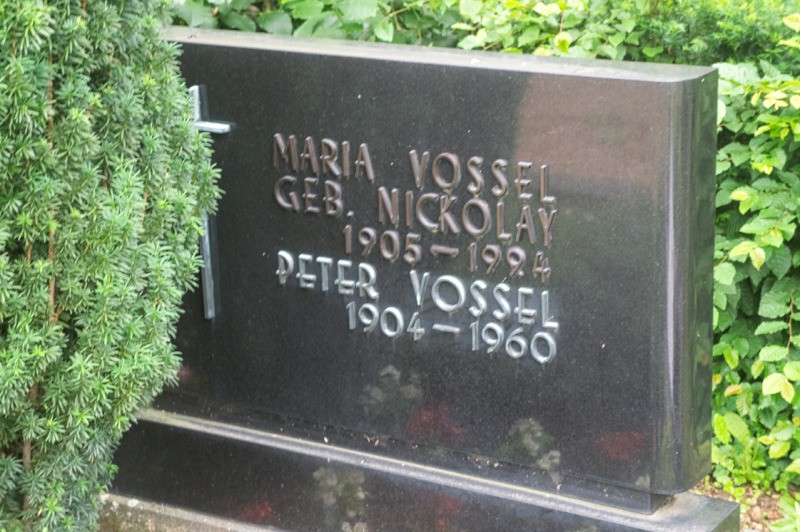 MARIA VOSSEL
GEB. NICKOLAY
1905-1994
PETER VOSSEL
1904-1960